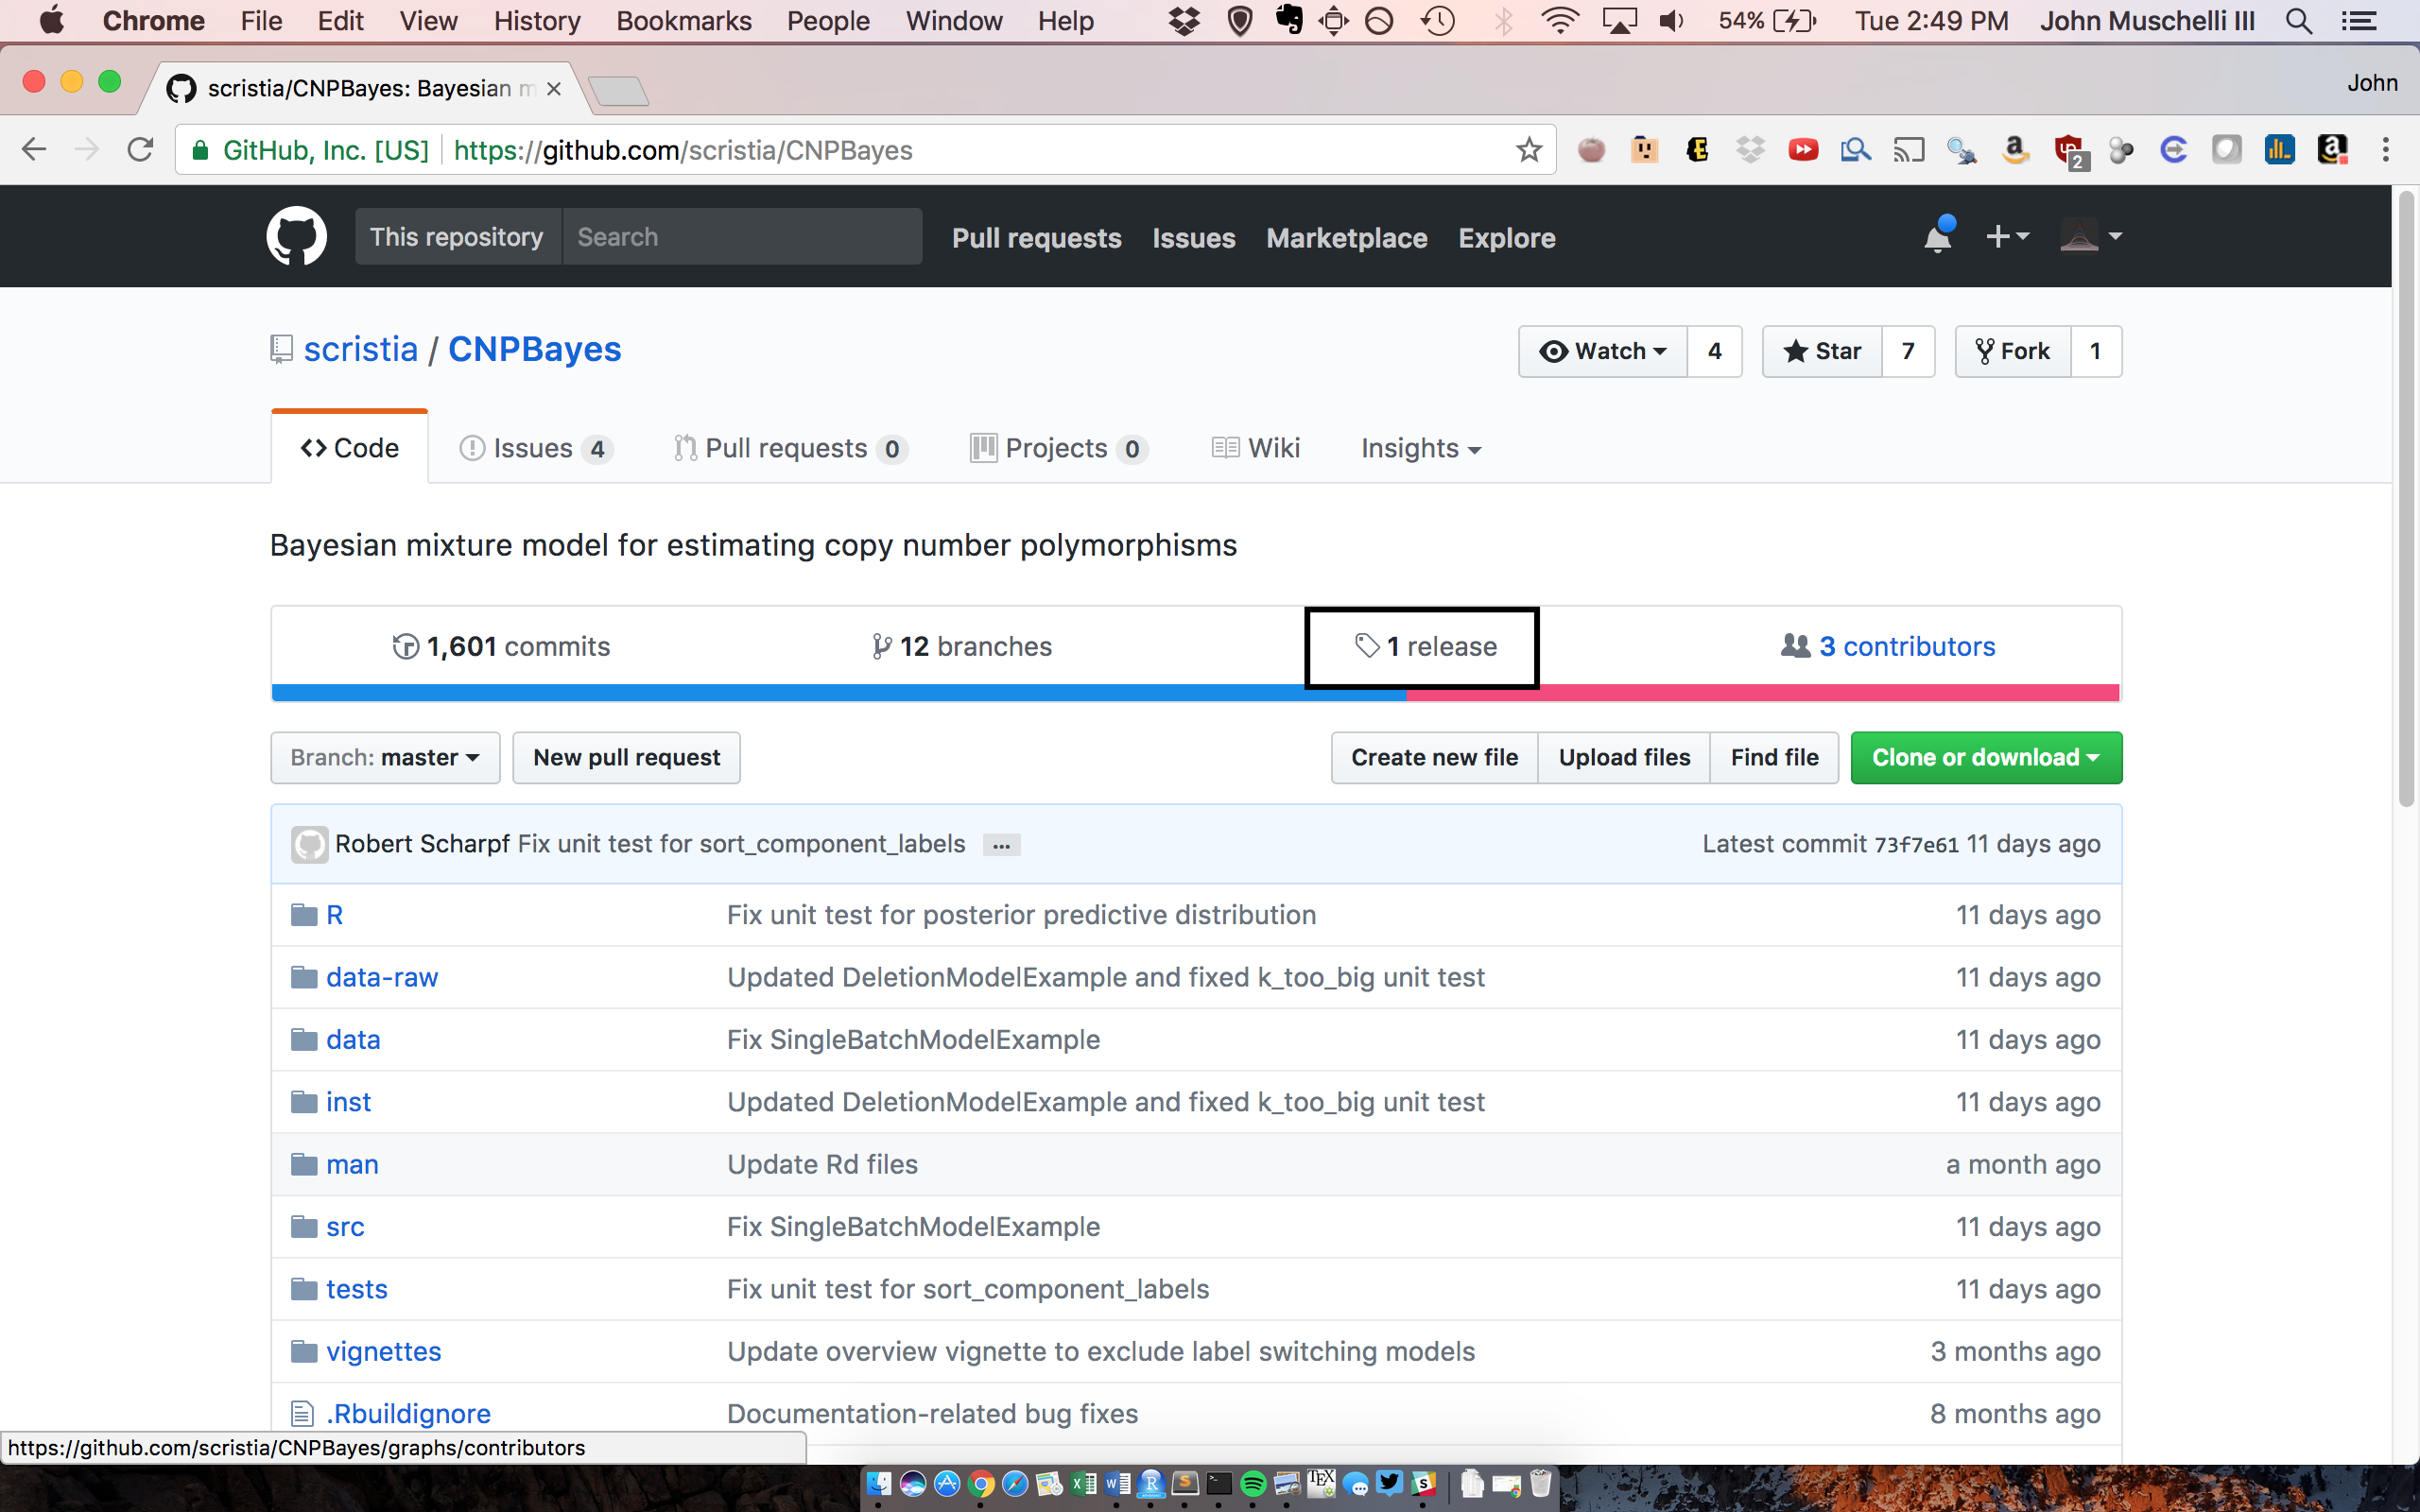 Chrome File Edit View History Bookmarks People Window Help 54% Tue 2:49 PM John Muschelli III
scristia/CNPBayes: Bayesian m John
GitHub, Inc. [US] https://github.com/scristia/CNPBayes 2
This repository Search Pull requests Issues Marketplace Explore
scristia / CNPBayes Watch 4 Star 7 Fork 1
Code Issues 4 Pull requests 0 Projects 0 Wiki Insights
Bayesian mixture model for estimating copy number polymorphisms
1,601 commits 12 branches 1 release 3 contributors
Branch: master New pull request Create new file Upload files Find file Clone or download
Robert Scharpf Fix unit test for sort_component_labels ... Latest commit 73f7e61 11 days ago
R Fix unit test for posterior predictive distribution 11 days ago
data-raw Updated DeletionModelExample and fixed k_too_big unit test 11 days ago
data Fix SingleBatchModelExample 11 days ago
inst Updated DeletionModelExample and fixed k_too_big unit test 11 days ago
man Update Rd files a month ago
src Fix SingleBatchModelExample 11 days ago
tests Fix unit test for sort_component_labels 11 days ago
vignettes Update overview vignette to exclude label switching models 3 months ago
.Rbuildignore Documentation-related bug fixes 8 months ago
https://github.com/scristia/CNPBayes/graphs/contributors